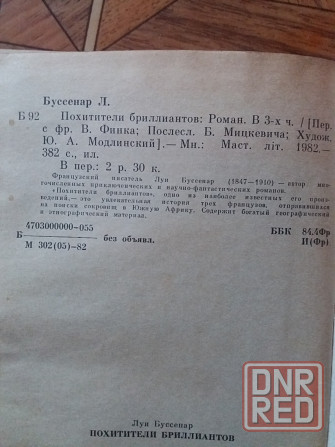 Буссенар Л.
Б 92 Похитители бриллиантов: Роман. В 3-х ч. / [Пер.
с фр. В. Финка; Послесл. Б. Мицкевича; Худож.
Ю. А. Модлинский].— Мн.: Маст. літ. 1982.—
382 с., ил.
В пер.: 2 р. 30 к.
Французский писатель Луи Буссенар (1847—1910) — автор мно-
гочисленных приключенческих и научно-фантастических романов.
«Похитители бриллиантов», одно из наиболее известных его произ-
ведений,— это увлекательная история трех французов, отправившихся
на поиски сокровищ в Южную Африку. Содержит богатый географический
и этнографический материал.
4703000000—055
Б без объявл.
М 302(05)—82
ББК 84.4Фр
И(Фр)
Луи Буссенар
ПОХИТИТЕЛИ БРИЛЛИАНТОВ
DNR
RED